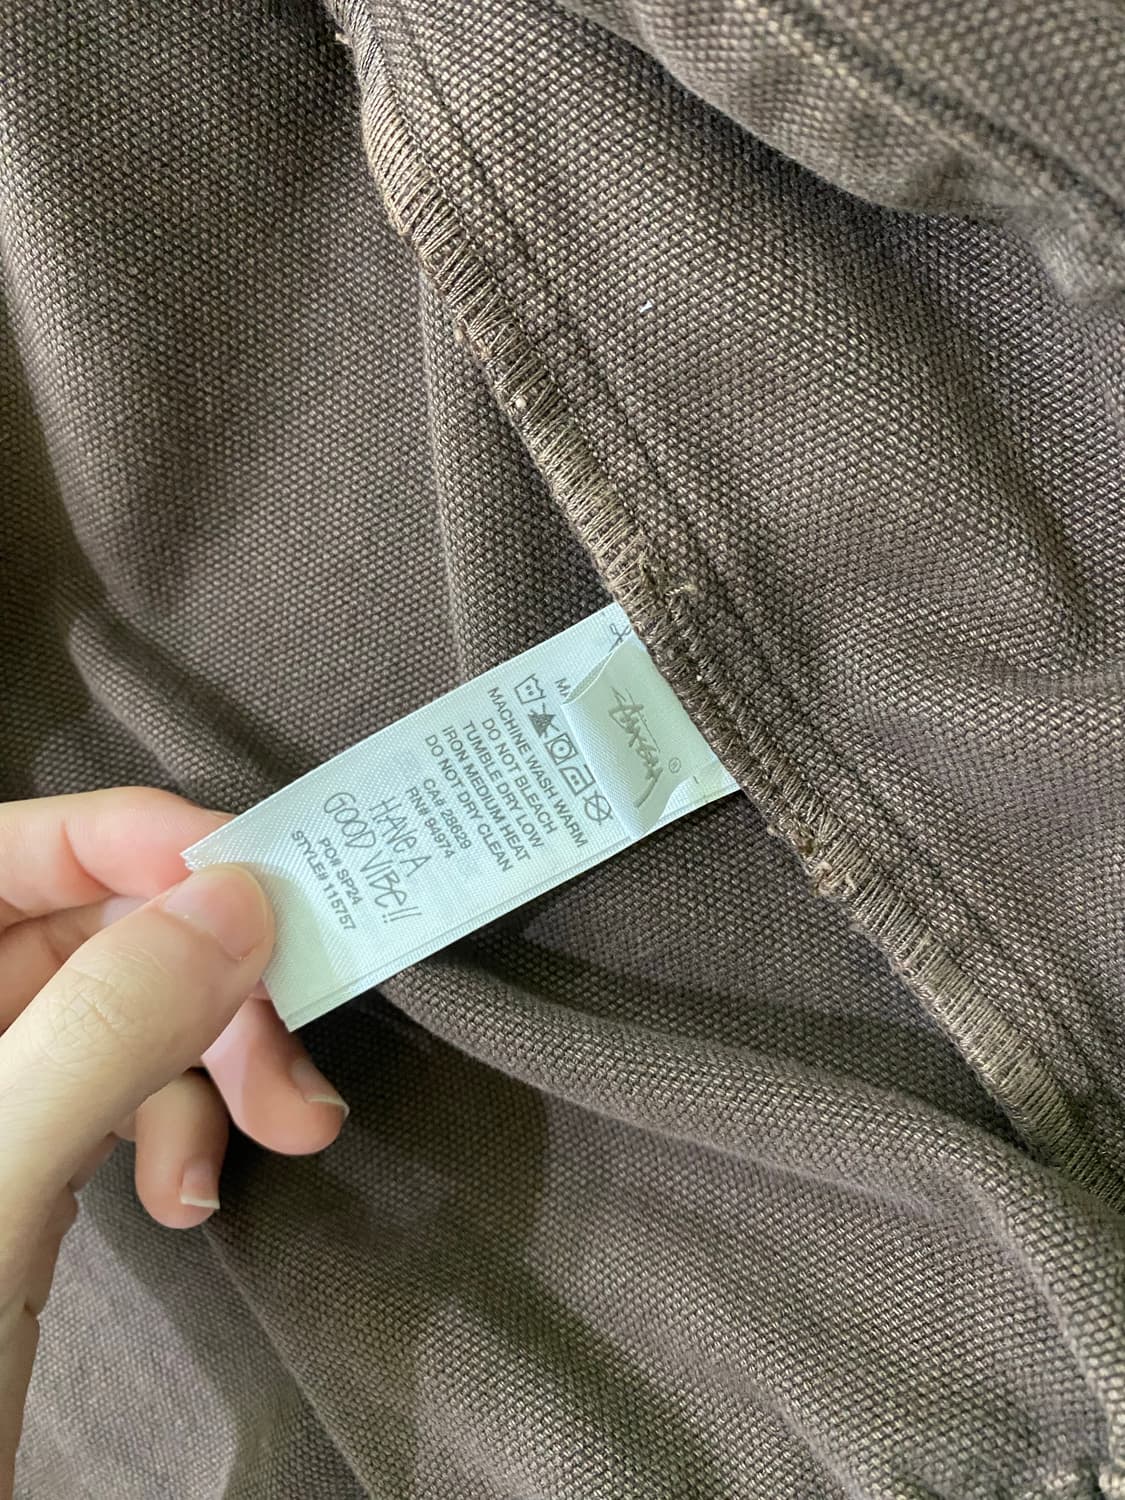 Stüssy ®
MACHINE WASH WARM
DO NOT BLEACH
TUMBLE DRY LOW
IRON MEDIUM HEAT
DO NOT DRY CLEAN
CA# 28629
RN# 94974
HAVE A
GOOD VIBE!!
PO# SP24
STYLE# 115757